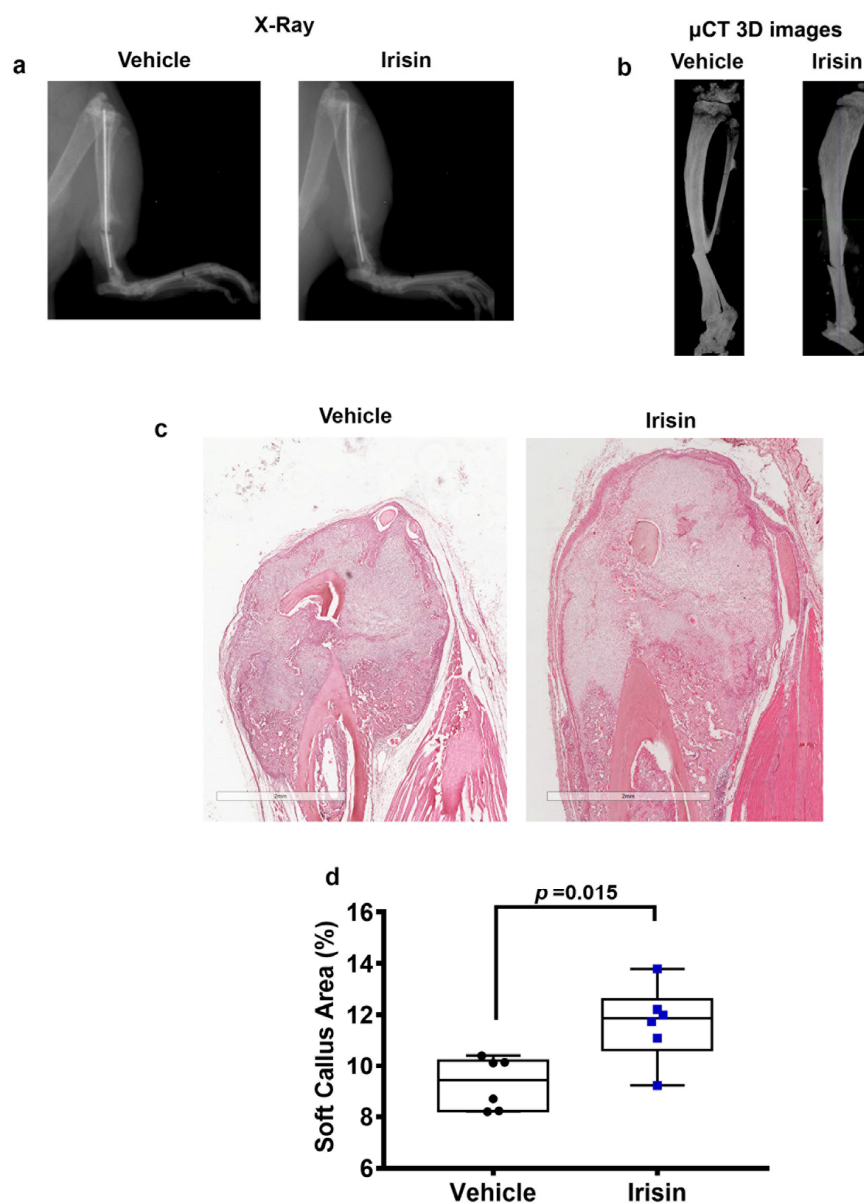 X-Ray
µCT 3D images
a
Vehicle
Irisin
b
Vehicle
Irisin
c
Vehicle
Irisin
2mm
2mm
d
p =0.015
Soft Callus Area (%)
16
14
12
10
8
6
Vehicle
Irisin